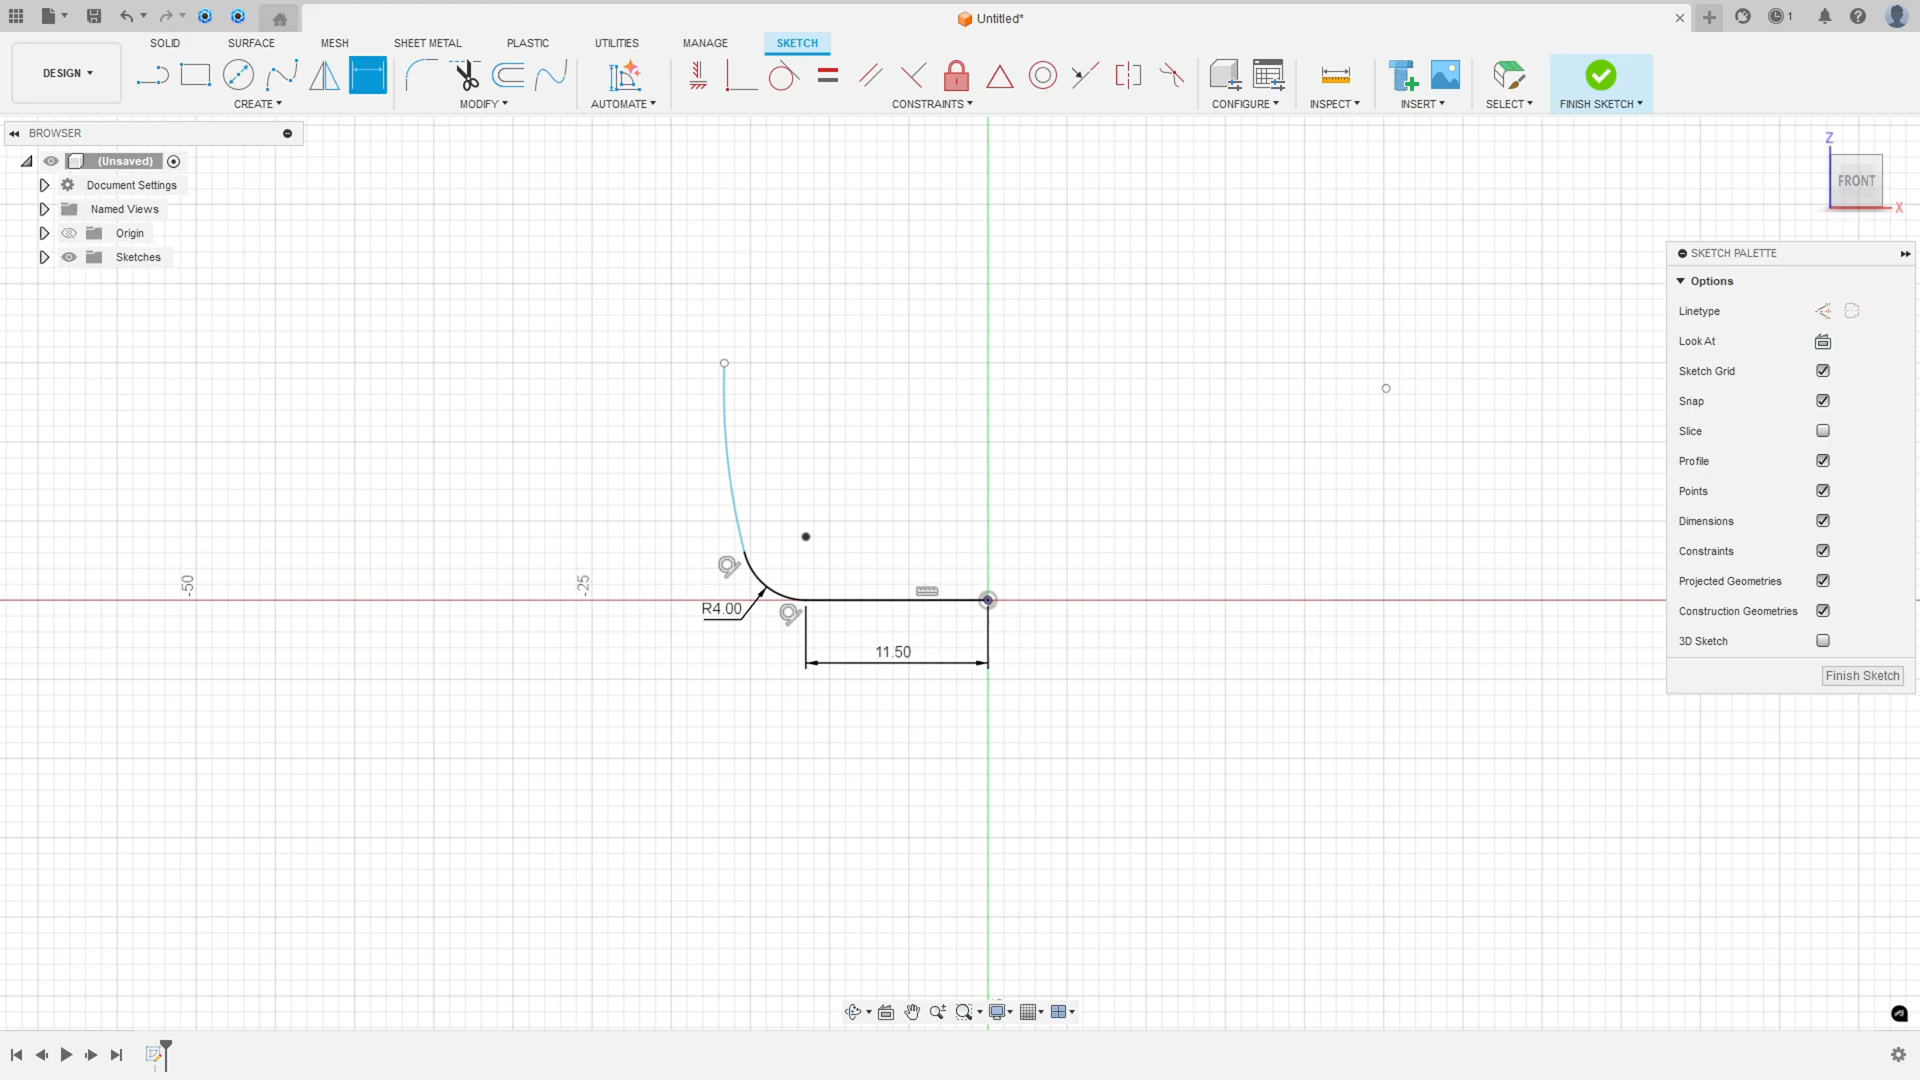 Untitled*
1
SOLID
SURFACE
MESH
SHEET METAL
PLASTIC
UTILITIES
MANAGE
SKETCH
DESIGN
CREATE
MODIFY
AUTOMATE
CONSTRAINTS
CONFIGURE
INSPECT
INSERT
SELECT
FINISH SKETCH
BROWSER
(Unsaved)
Document Settings
Named Views
Origin
Sketches
Z
FRONT
X
SKETCH PALETTE
Options
Linetype
Look At
Sketch Grid
Snap
Slice
Profile
Points
Dimensions
Constraints
Projected Geometries
Construction Geometries
3D Sketch
Finish Sketch
-50
-25
R4.00
11.50